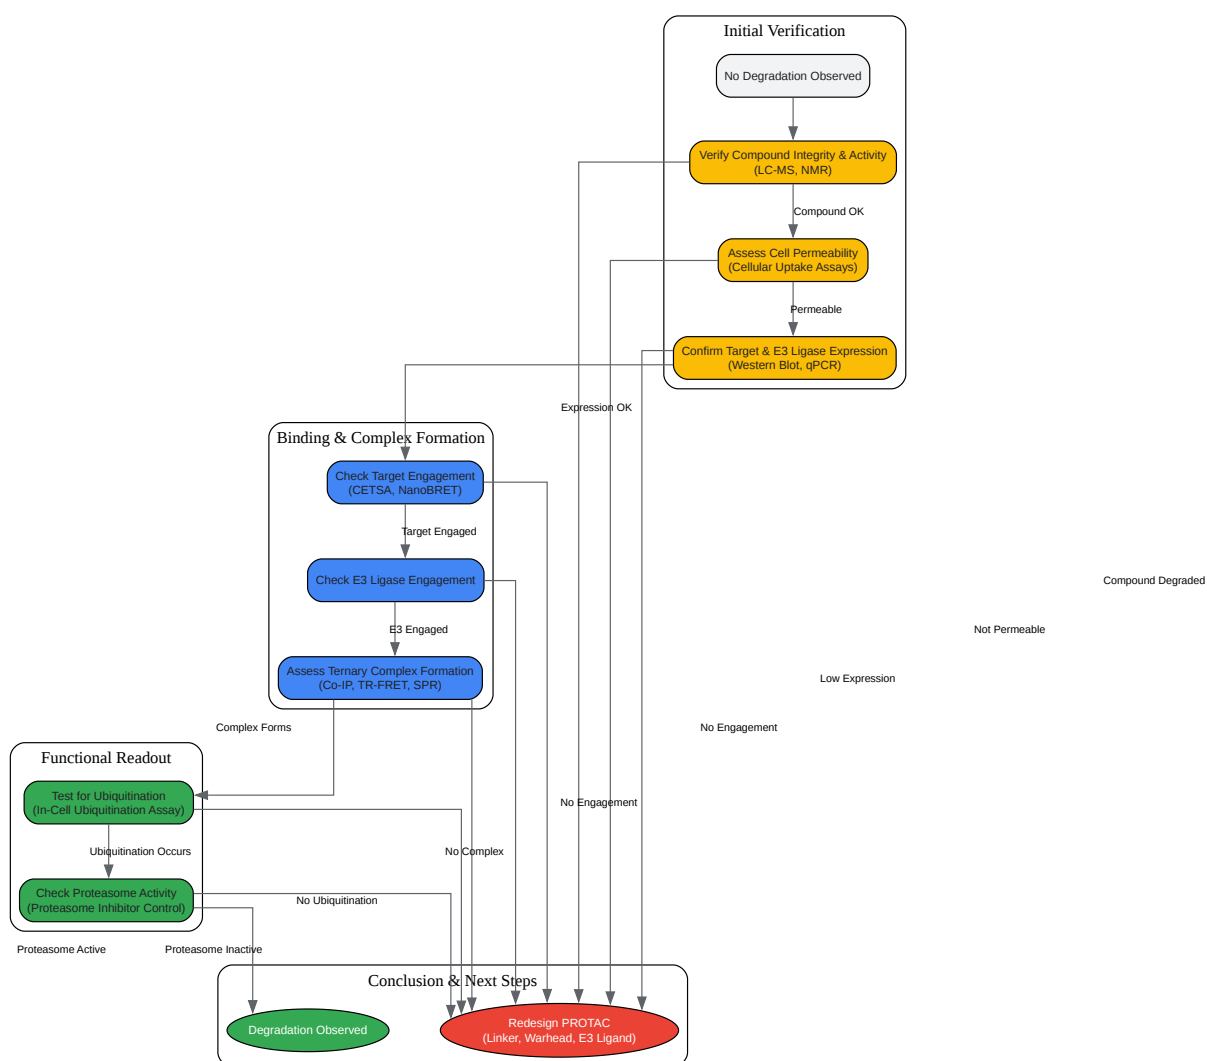 Initial Verification
No Degradation Observed
Verify Compound Integrity & Activity
(LC-MS, NMR)
Compound OK
Assess Cell Permeability
(Cellular Uptake Assays)
Permeable
Confirm Target & E3 Ligase Expression
(Western Blot, qPCR)
Expression OK
Binding & Complex Formation
Check Target Engagement
(CETSA, NanoBRET)
Target Engaged
Check E3 Ligase Engagement
Compound Degraded
E3 Engaged
Not Permeable
Assess Ternary Complex Formation
(Co-IP, TR-FRET, SPR)
Low Expression
Complex Forms
No Engagement
Functional Readout
Test for Ubiquitination
(In-Cell Ubiquitination Assay)
No Engagement
Ubiquitination Occurs
No Complex
Check Proteasome Activity
(Proteasome Inhibitor Control)
No Ubiquitination
Proteasome Active
Proteasome Inactive
Conclusion & Next Steps
Degradation Observed
Redesign PROTAC
(Linker, Warhead, E3 Ligand)